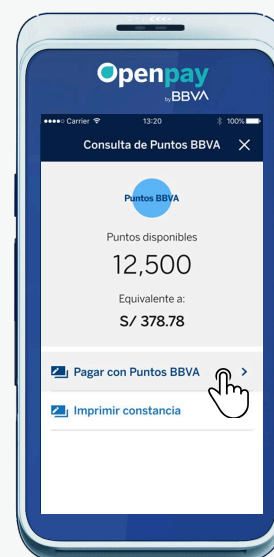 Openpay
by BBVA
Carrier 13:20 100%
Consulta de Puntos BBVA
Puntos BBVA
Puntos disponibles
12,500
Equivalente a:
S/ 378.78
Pagar con Puntos BBVA
Imprimir constancia